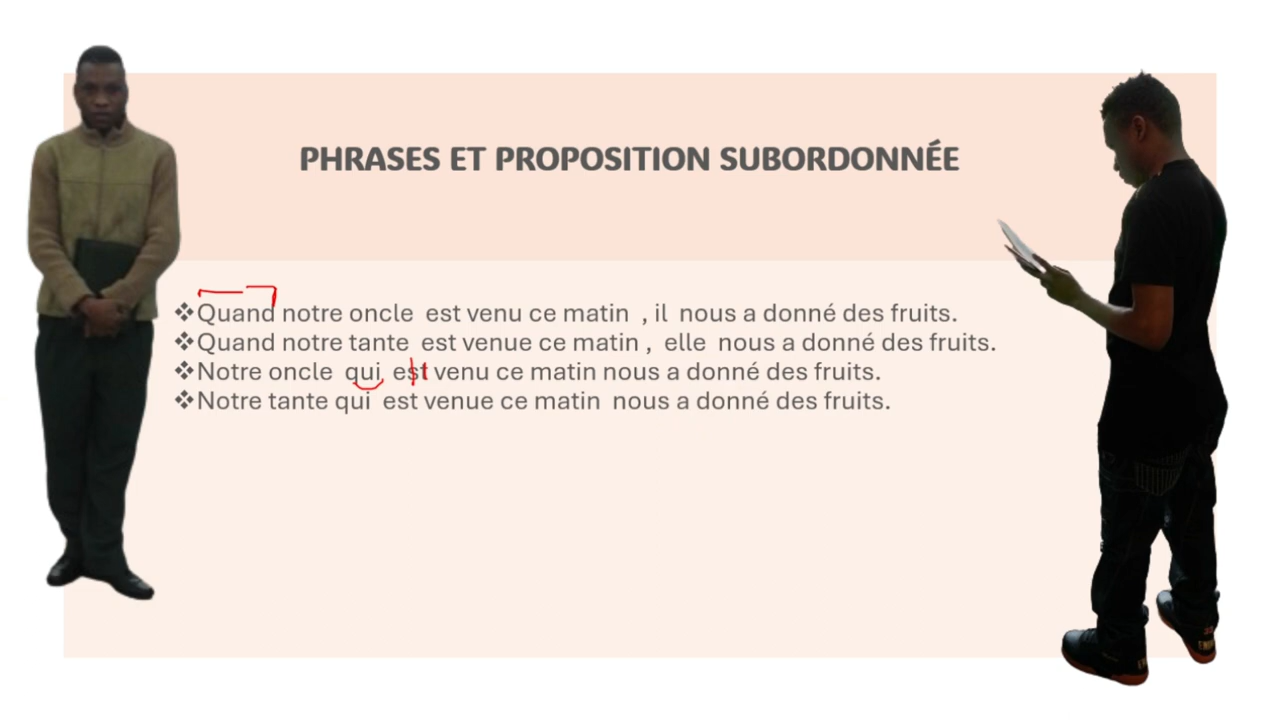 PHRASES ET PROPOSITION SUBORDONNÉE
❖Quand notre oncle est venu ce matin , il nous a donné des fruits.
❖Quand notre tante est venue ce matin , elle nous a donné des fruits.
❖Notre oncle qui est venu ce matin nous a donné des fruits.
❖Notre tante qui est venue ce matin nous a donné des fruits.